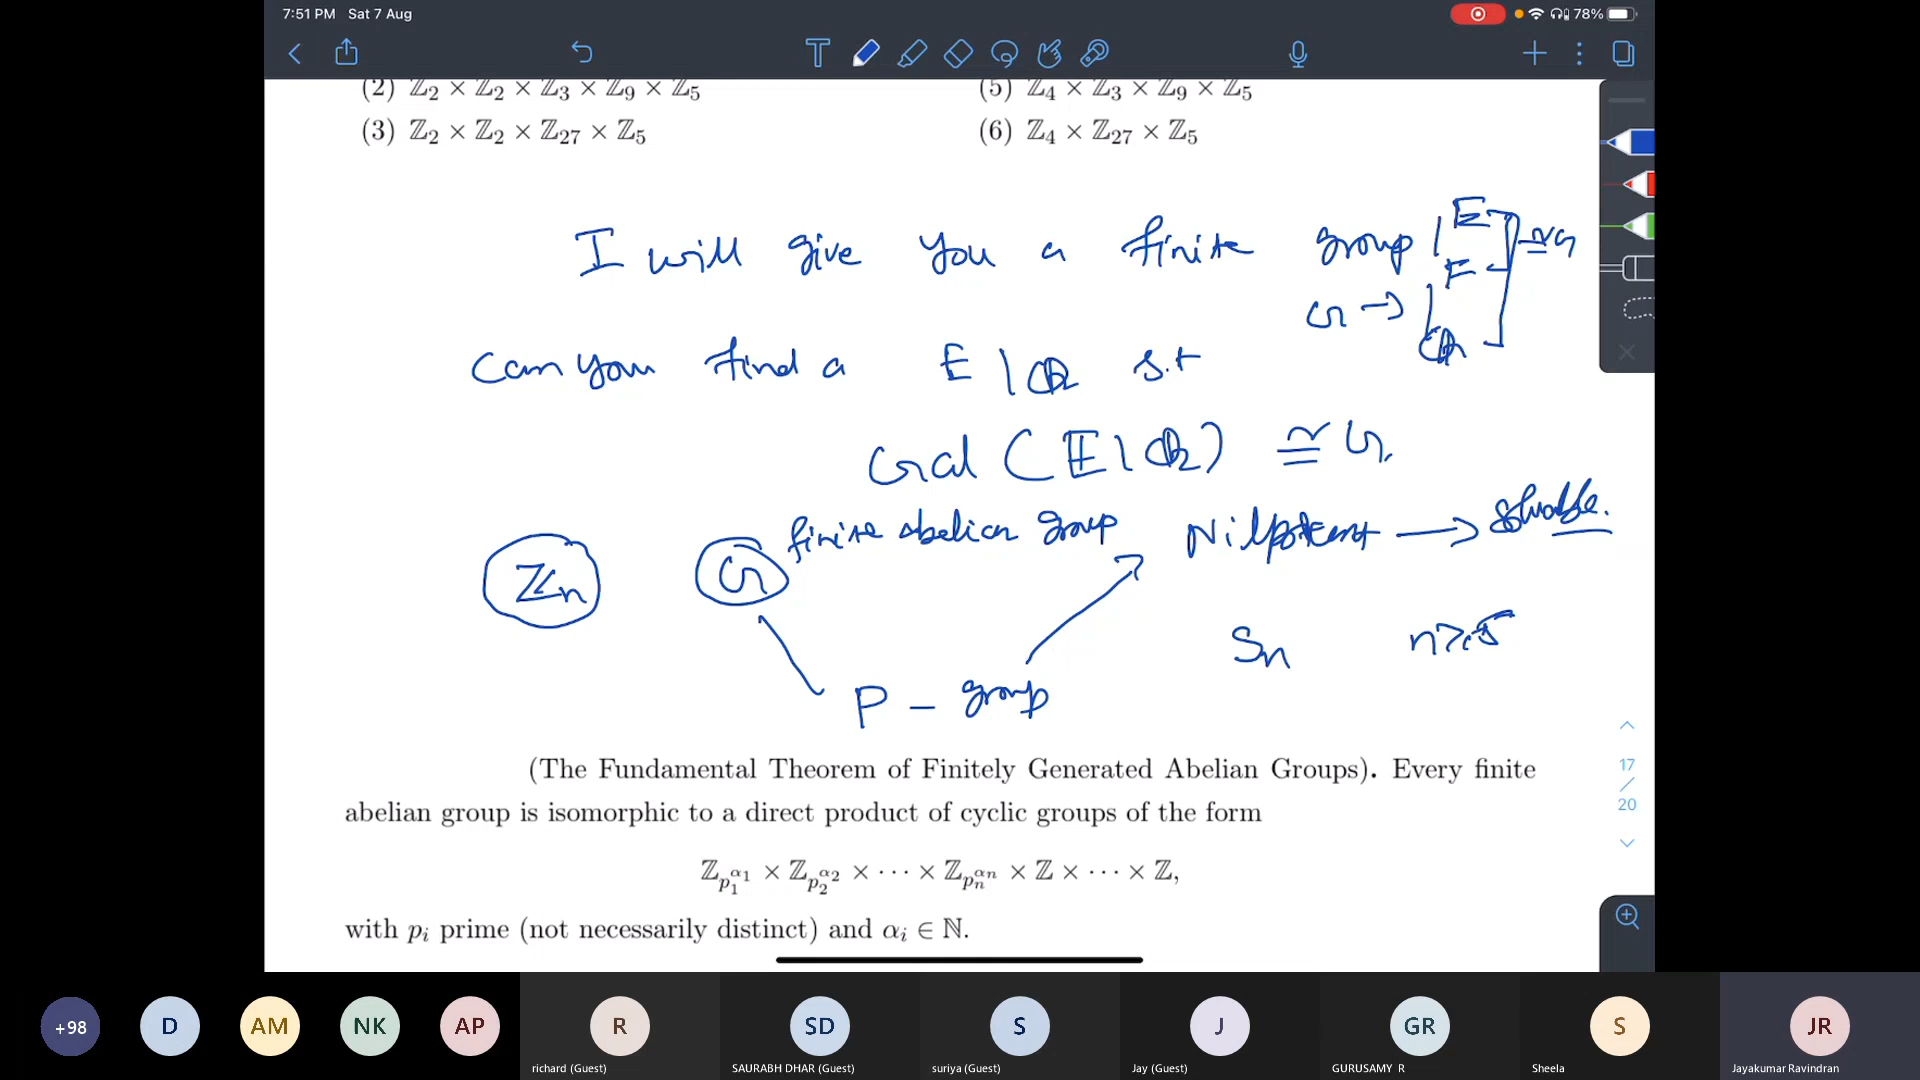 7:51 PM Sat 7 Aug
78%
(2) ℤ₂ × ℤ₂ × ℤ₃ × ℤ₉ × ℤ₅
(5) ℤ₄ × ℤ₃ × ℤ₉ × ℤ₅
(3) ℤ₂ × ℤ₂ × ℤ₂₇ × ℤ₅
(6) ℤ₄ × ℤ₂₇ × ℤ₅
I will give you a finite group
E
F
≅ G
G →
ℚ
Can you find a E | ℚ s.t
Gal (E | ℚ) ≅ G.
finite abelian group
Nilpotent → Solvable.
ℤn
G
Sn n ≥ 5
P - group
(The Fundamental Theorem of Finitely Generated Abelian Groups). Every finite
abelian group is isomorphic to a direct product of cyclic groups of the form
ℤ_{p₁^{α₁}} × ℤ_{p₂^{α₂}} × ⋯ × ℤ_{pₙ^{αₙ}} × ℤ × ⋯ × ℤ,
with pᵢ prime (not necessarily distinct) and αᵢ ∈ ℕ.
17
/
20
+98
D
AM
NK
AP
R
SD
S
J
GR
S
JR
richard (Guest)
SAURABH DHAR (Guest)
suriya (Guest)
Jay (Guest)
GURUSAMY R
Sheela
Jayakumar Ravindran